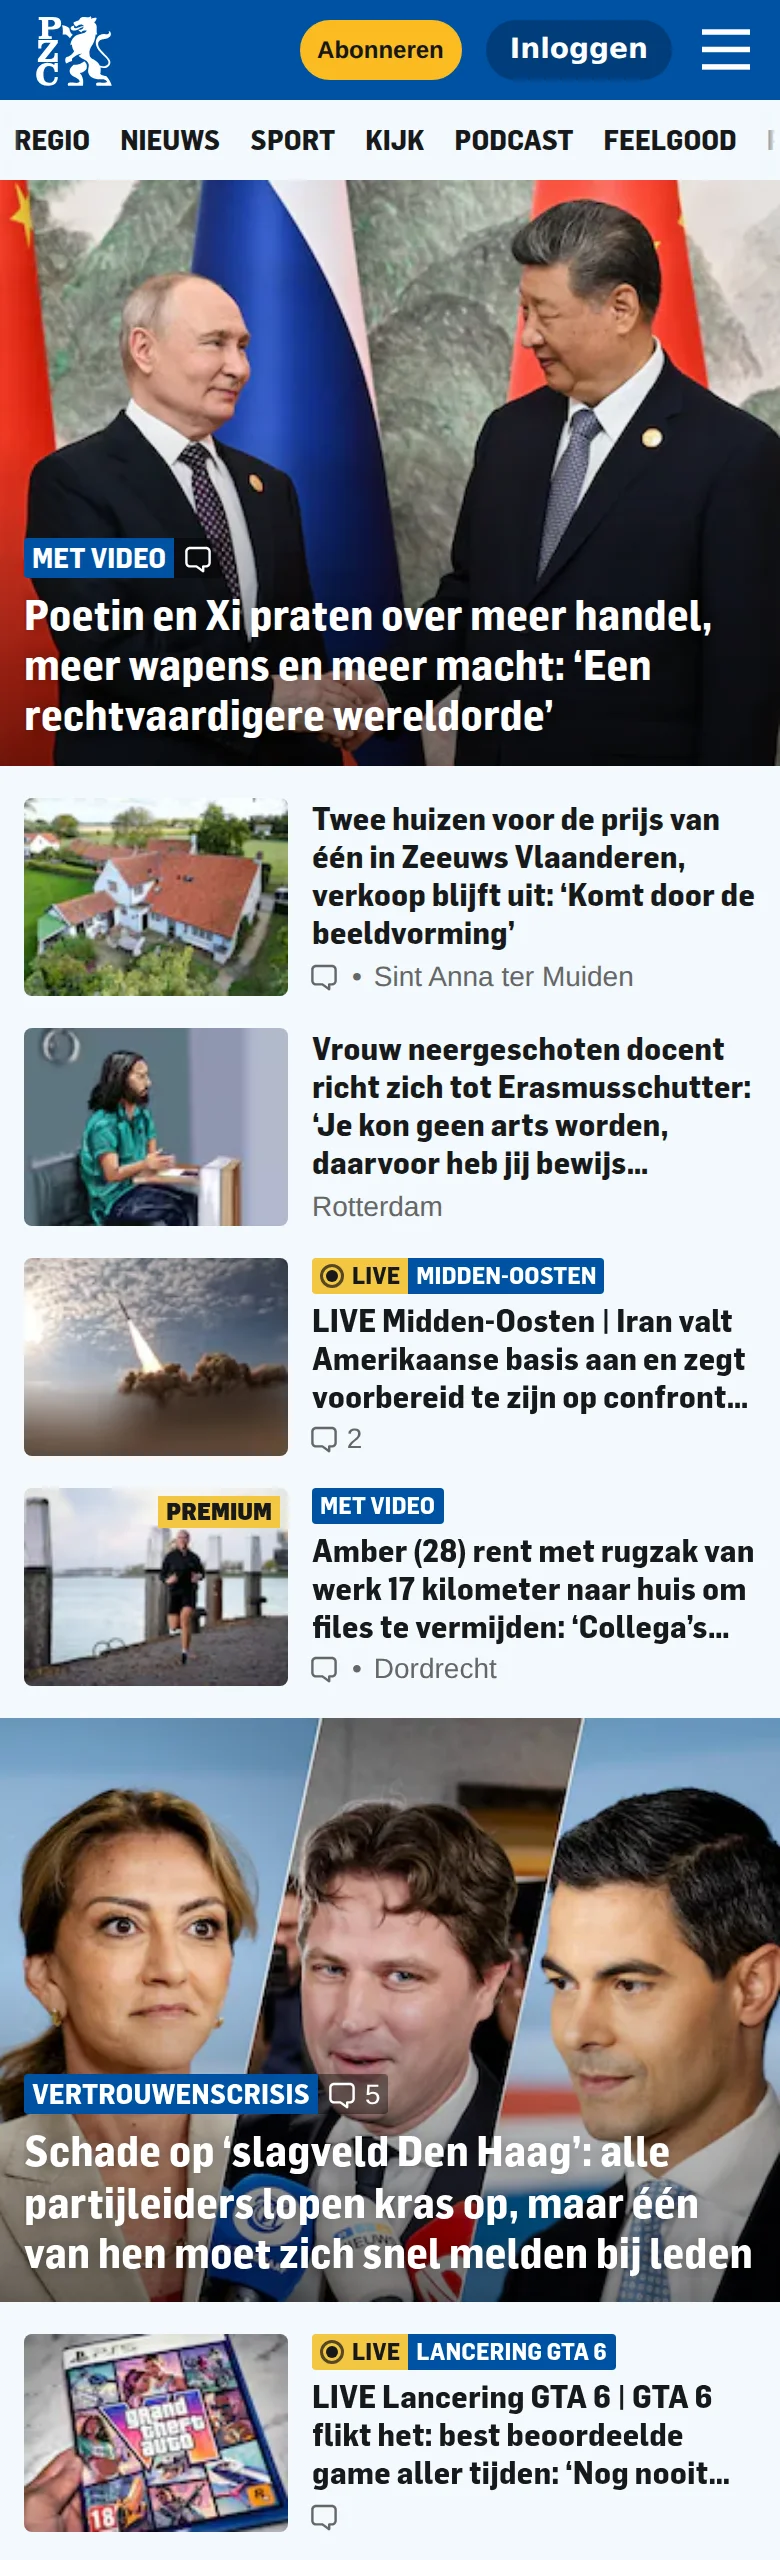 PZC
Abonneren
Inloggen
REGIO NIEUWS SPORT KIJK PODCAST FEELGOOD
MET VIDEO
Poetin en Xi praten over meer handel,
meer wapens en meer macht: ‘Een
rechtvaardigere wereldorde’
Twee huizen voor de prijs van
één in Zeeuws Vlaanderen,
verkoop blijft uit: ‘Komt door de
beeldvorming’
• Sint Anna ter Muiden
Vrouw neergeschoten docent
richt zich tot Erasmusschutter:
‘Je kon geen arts worden,
daarvoor heb jij bewijs...
Rotterdam
LIVE MIDDEN-OOSTEN
LIVE Midden-Oosten | Iran valt
Amerikaanse basis aan en zegt
voorbereid te zijn op confront...
2
PREMIUM
MET VIDEO
Amber (28) rent met rugzak van
werk 17 kilometer naar huis om
files te vermijden: ‘Collega’s...
• Dordrecht
VERTROUWENSCRISIS 5
Schade op ‘slagveld Den Haag’: alle
partijleiders lopen kras op, maar één
van hen moet zich snel melden bij leden
PS5
grand
theft
auto
VI
18
R
LIVE LANCERING GTA 6
LIVE Lancering GTA 6 | GTA 6
flikt het: best beoordeelde
game aller tijden: ‘Nog nooit...